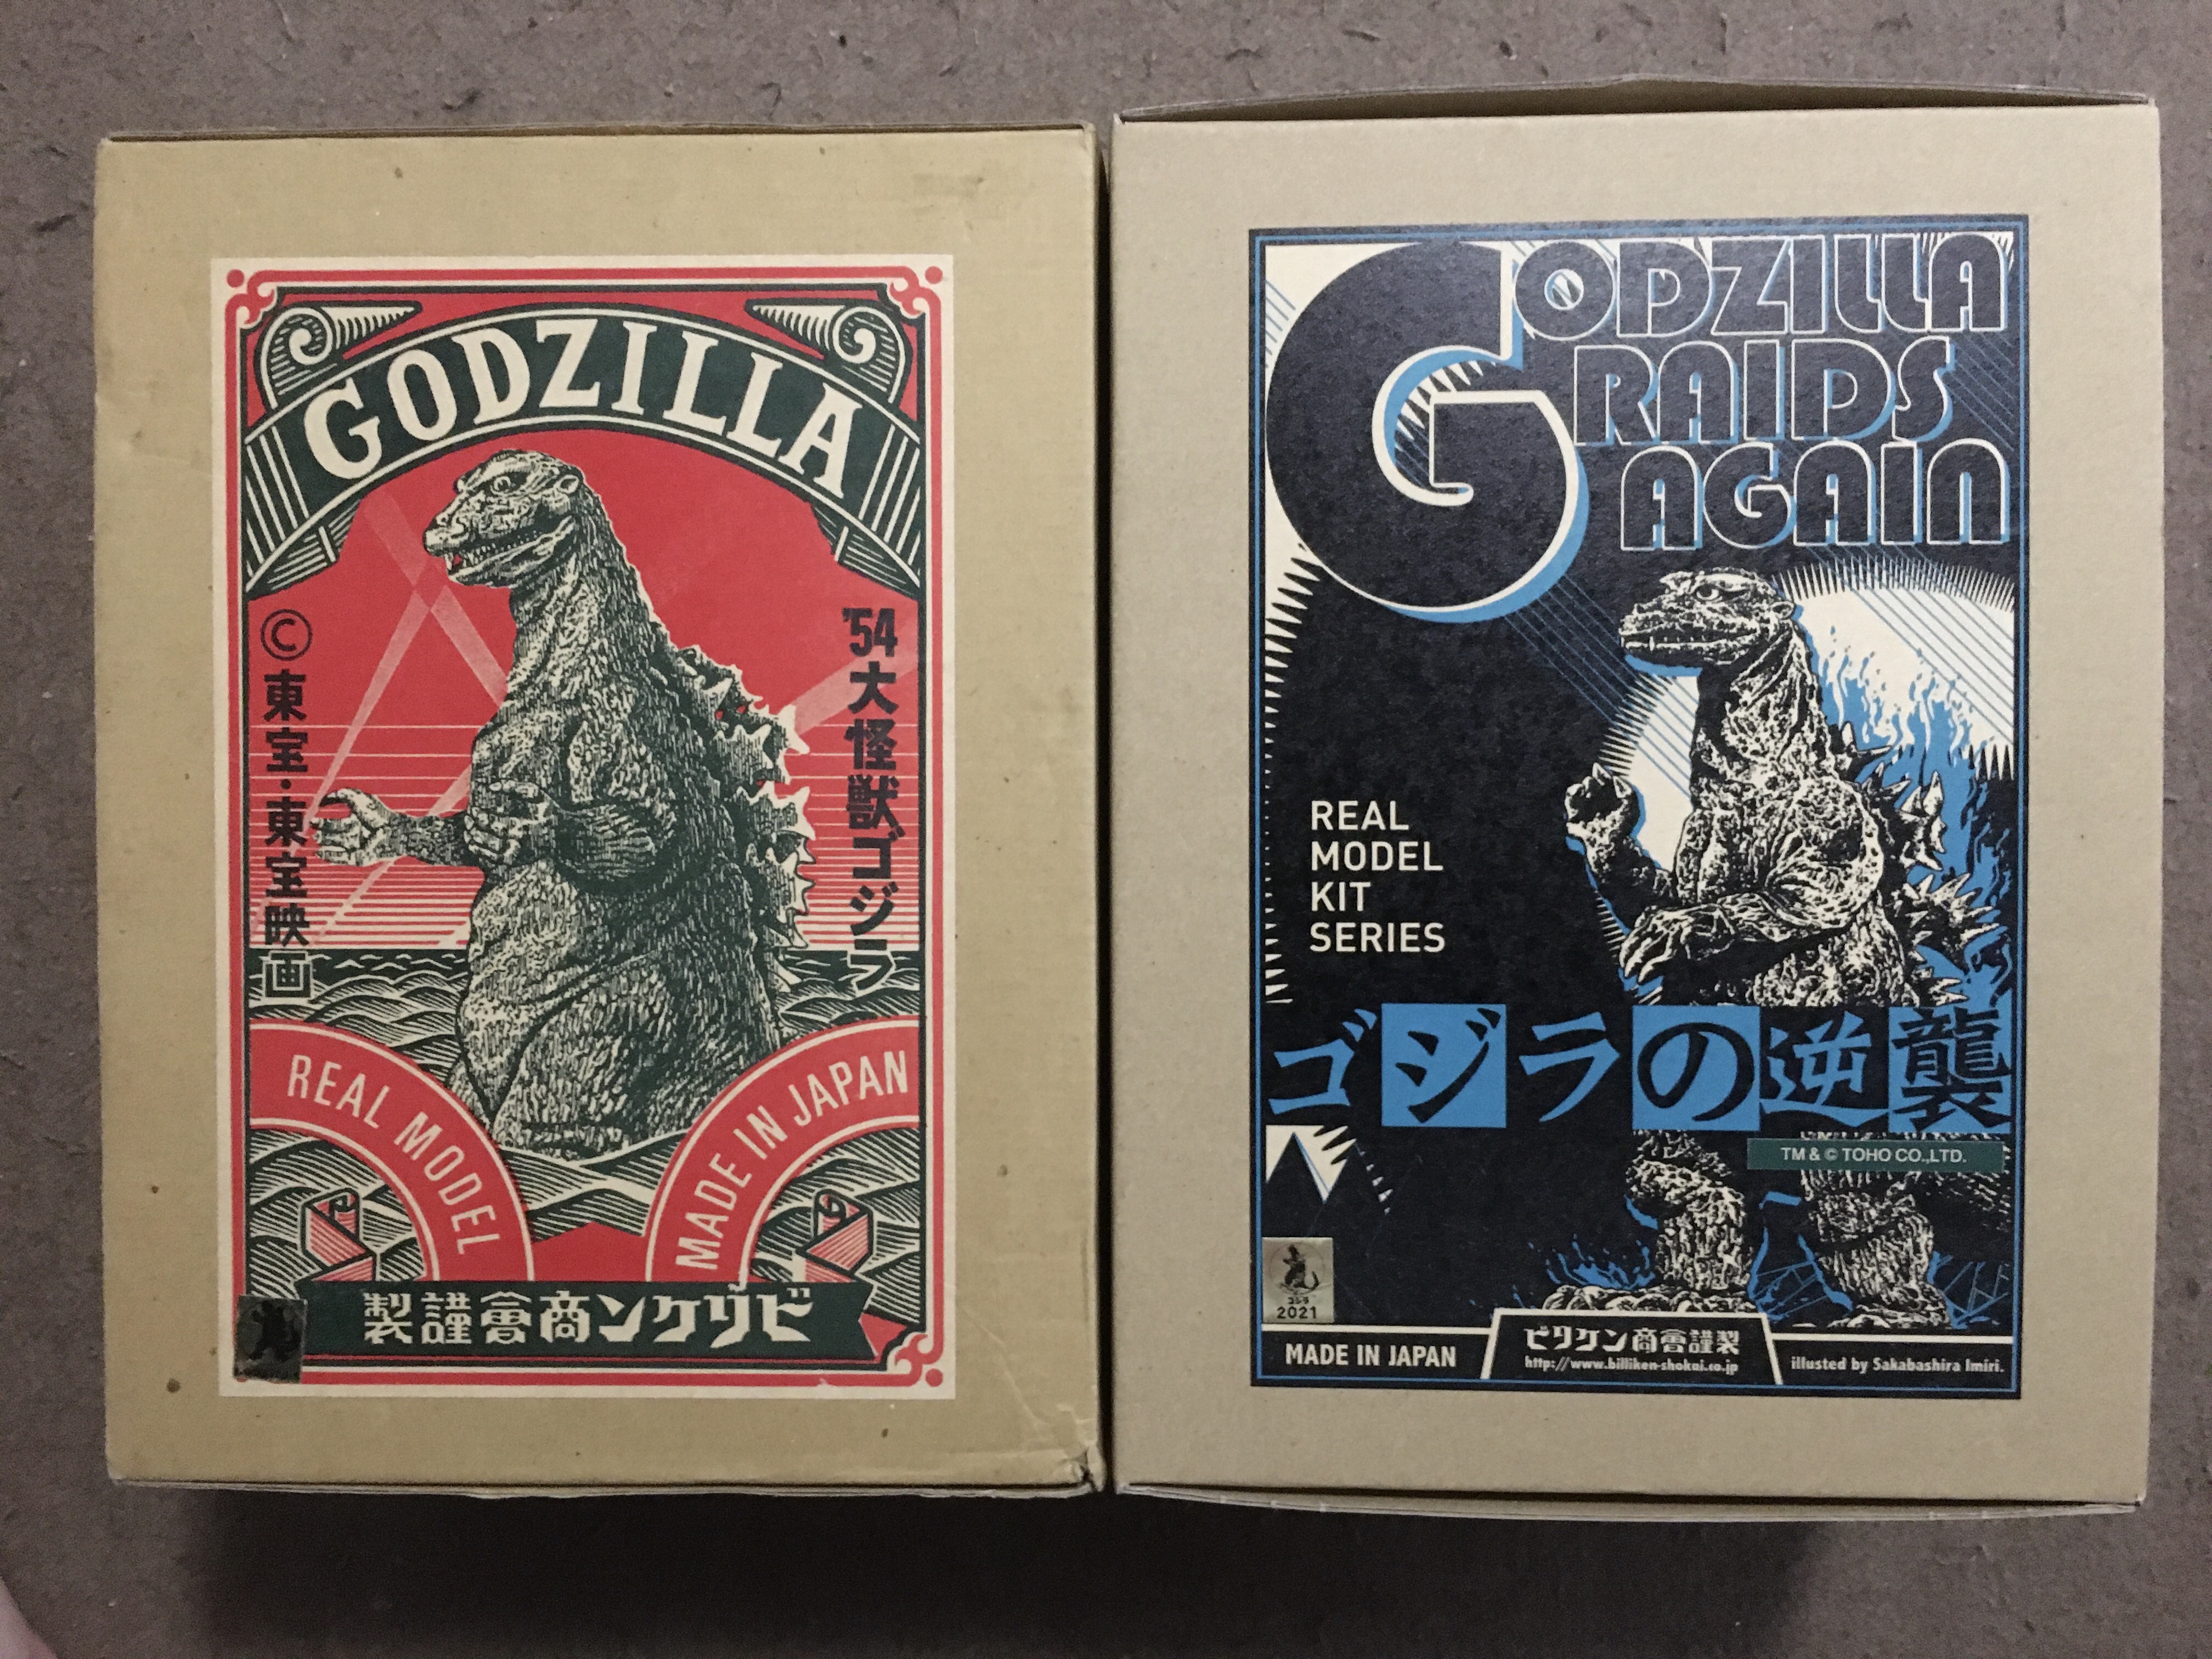 GODZILLA
'54大怪獣ゴジラ
©東宝・東宝映画
REAL MODEL
MADE IN JAPAN
製謹會商ンケリビ
GODZILLA
RAIDS
AGAIN
REAL
MODEL
KIT
SERIES
ゴジラの逆襲
TM & © TOHO CO.,LTD.
ゴジラ
2021
MADE IN JAPAN
ビリケン商會謹製
http://www.billiken-shokai.co.jp
illusted by Sakabashira Imiri.